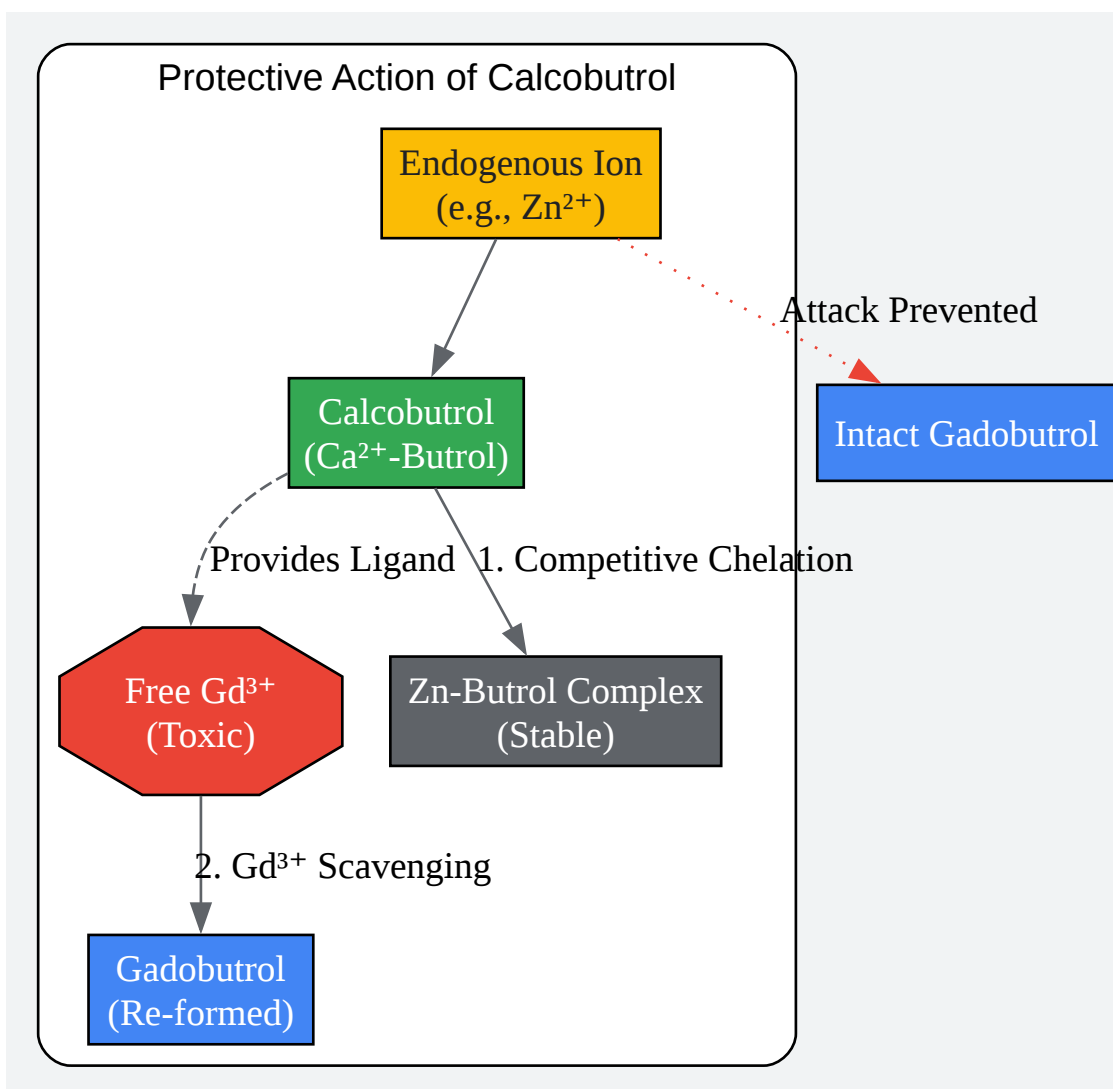 Protective Action of Calcobutrol
Endogenous Ion
(e.g., Zn²⁺)
Attack Prevented
Calcobutrol
(Ca²⁺-Butrol)
Intact Gadobutrol
Provides Ligand
1. Competitive Chelation
Free Gd³⁺
(Toxic)
Zn-Butrol Complex
(Stable)
2. Gd³⁺ Scavenging
Gadobutrol
(Re-formed)